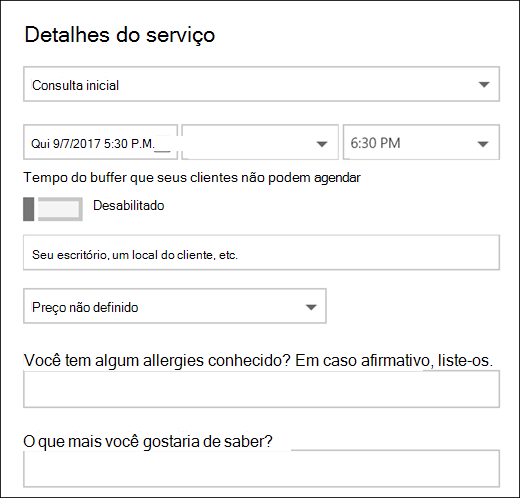 Detalhes do serviço
Consulta inicial
Qui 9/7/2017 5:30 P.M. 6:30 PM
Tempo do buffer que seus clientes não podem agendar
Desabilitado
Seu escritório, um local do cliente, etc.
Preço não definido
Você tem algum allergies conhecido? Em caso afirmativo, liste-os.
O que mais você gostaria de saber?